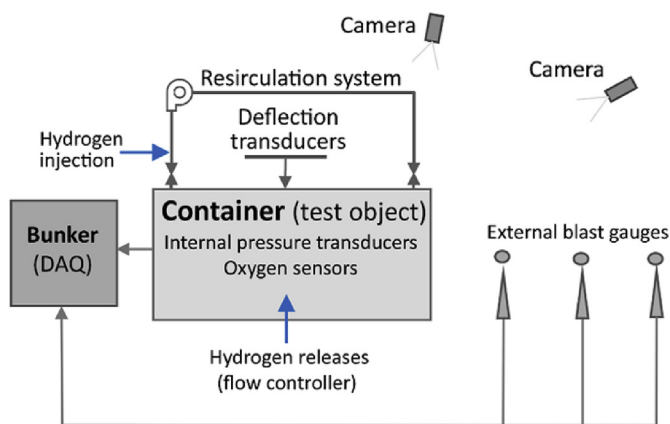 Camera
Camera
Resirculation system
Deflection
transducers
Hydrogen
injection
Container (test object)
Internal pressure transducers
Oxygen sensors
Bunker
(DAQ)
External blast gauges
Hydrogen releases
(flow controller)